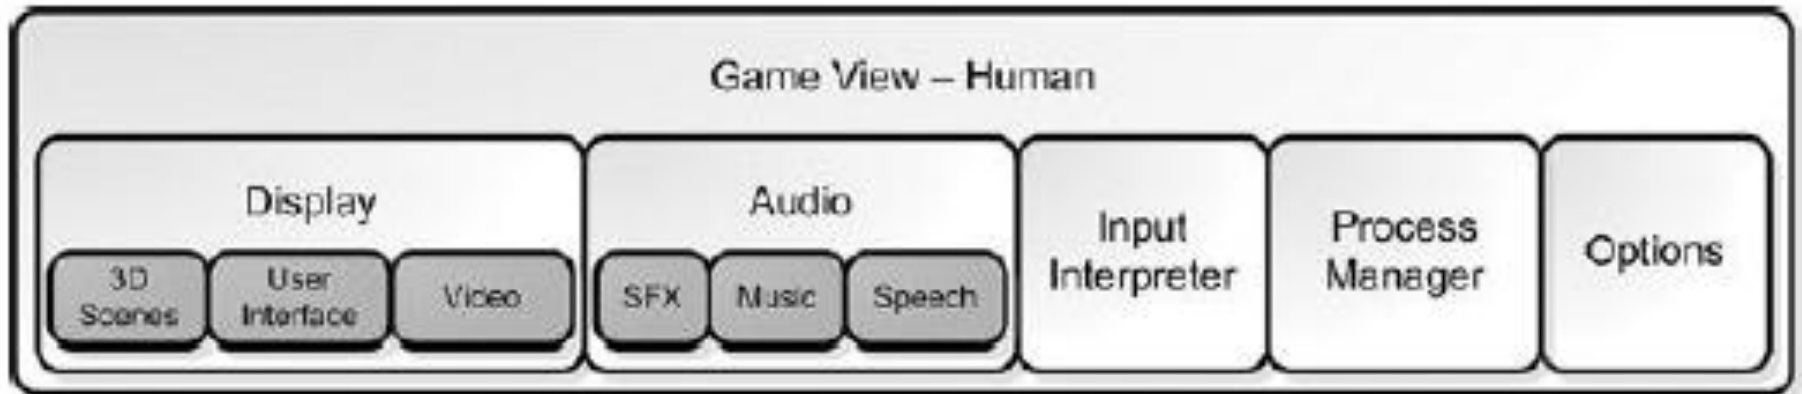 Game View – Human
Display
3D
Scenes
User
Interface
Video
Audio
SFX
Music
Speech
Input
Interpreter
Process
Manager
Options